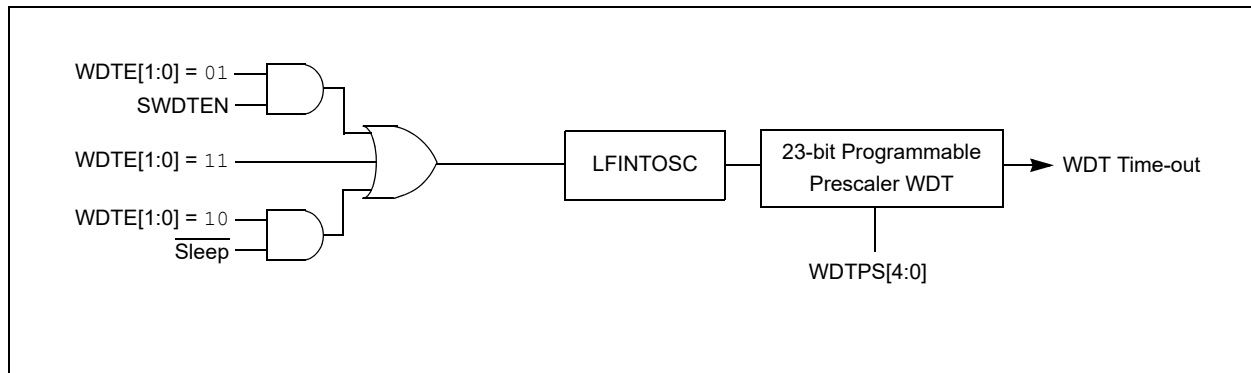 WDTE[1:0] = 01
SWDTEN
WDTE[1:0] = 11
WDTE[1:0] = 10
Sleep
LFINTOSC
23-bit Programmable
Prescaler WDT
WDT Time-out
WDTPS[4:0]